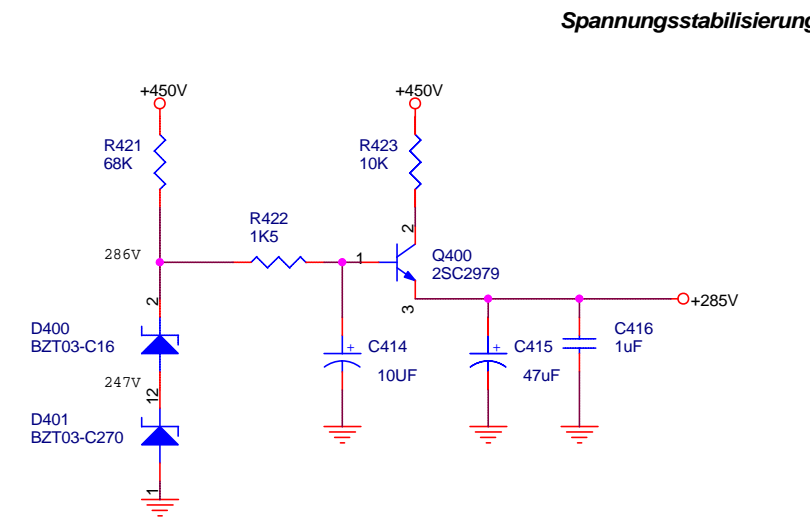 Spannungsstabilisierung
+450V
+450V
R421
68K
R423
10K
R422
1K5
286V
1
2
Q400
2SC2979
3
+285V
2
D400
BZT03-C16
247V
12
D401
BZT03-C270
1
+
C414
10UF
+
C415
47uF
C416
1uF